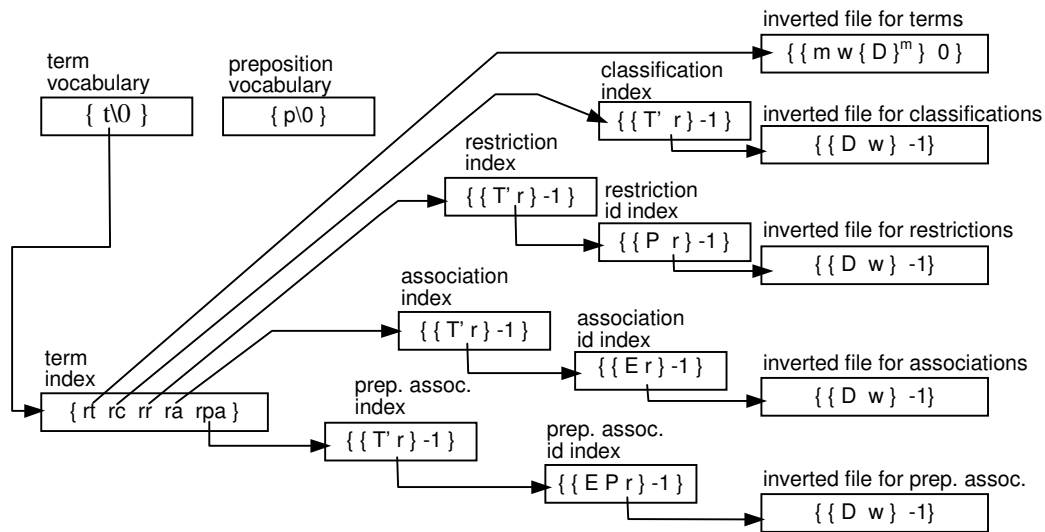 inverted file for terms
{ { m w { D }ᵐ } 0 }
term
vocabulary
{ t\0 }
preposition
vocabulary
{ p\0 }
classification
index
{ { T' r } -1 }
inverted file for classifications
{ { D w } -1}
restriction
index
{ { T' r } -1 }
restriction
id index
{ { P r } -1 }
inverted file for restrictions
{ { D w } -1}
association
index
{ { T' r } -1 }
association
id index
{ { E r } -1 }
inverted file for associations
{ { D w } -1}
term
index
{ rt rc rr ra rpa }
prep. assoc.
index
{ { T' r } -1 }
prep. assoc.
id index
{ { E P r } -1 }
inverted file for prep. assoc.
{ { D w } -1}